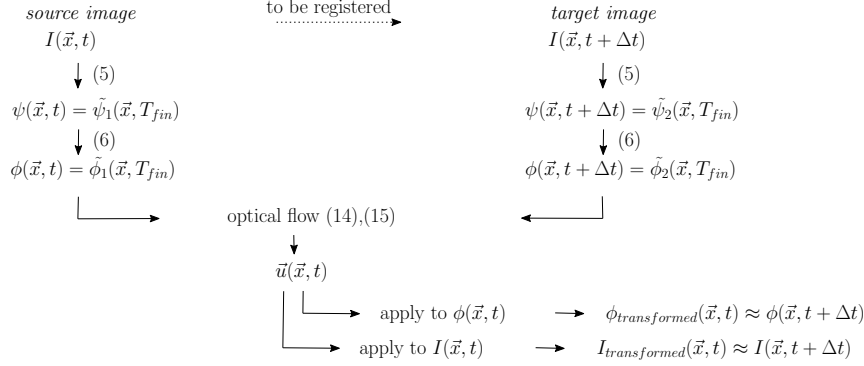 source image
to be registered
target image
I(x⃗, t)
I(x⃗, t + Δt)
(5)
(5)
ψ(x⃗, t) = ψ̃₁(x⃗, T_fin)
ψ(x⃗, t + Δt) = ψ̃₂(x⃗, T_fin)
(6)
(6)
ϕ(x⃗, t) = ϕ̃₁(x⃗, T_fin)
ϕ(x⃗, t + Δt) = ϕ̃₂(x⃗, T_fin)
optical flow (14),(15)
u⃗(x⃗, t)
apply to ϕ(x⃗, t)
ϕ_transformed(x⃗, t) ≈ ϕ(x⃗, t + Δt)
apply to I(x⃗, t)
I_transformed(x⃗, t) ≈ I(x⃗, t + Δt)